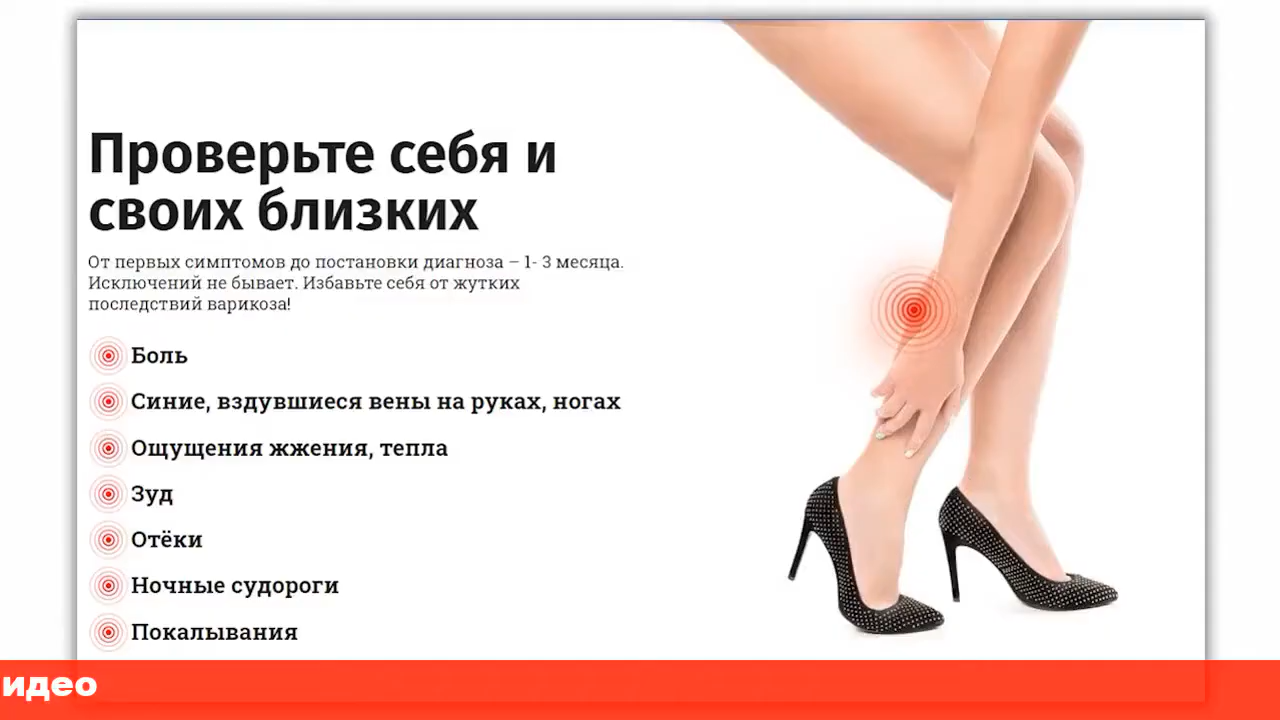 Проверьте себя и
своих близких
От первых симптомов до постановки диагноза – 1- 3 месяца.
Исключений не бывает. Избавьте себя от жутких
последствий варикоза!
Боль
Синие, вздувшиеся вены на руках, ногах
Ощущения жжения, тепла
Зуд
Отёки
Ночные судороги
Покалывания
идео